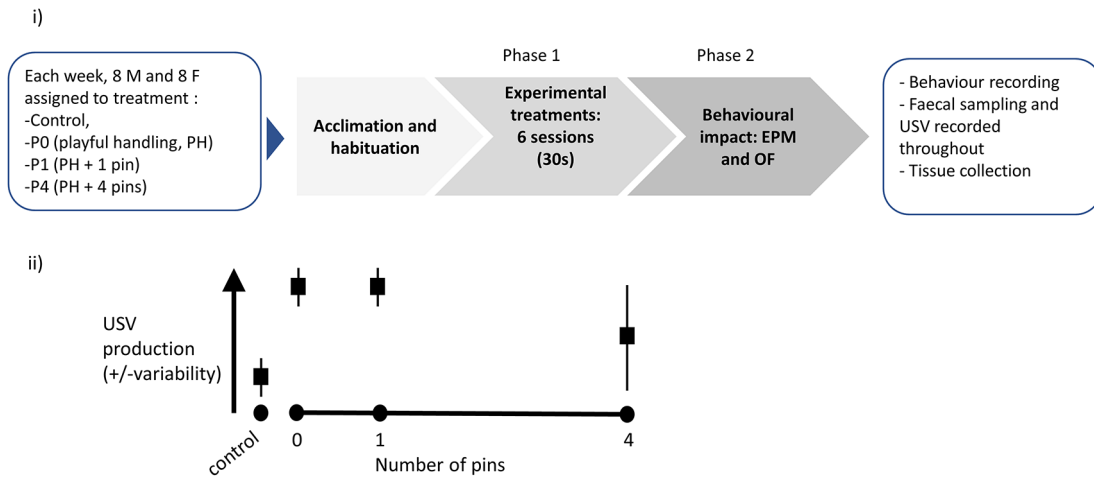 i)
Each week, 8 M and 8 F
assigned to treatment :
-Control,
-P0 (playful handling, PH)
-P1 (PH + 1 pin)
-P4 (PH + 4 pins)
Acclimation and
habituation
Phase 1
Experimental
treatments:
6 sessions
(30s)
Phase 2
Behavioural
impact: EPM
and OF
- Behaviour recording
- Faecal sampling and
USV recorded
throughout
- Tissue collection
ii)
USV
production
(+/-variability)
control
0
1
4
Number of pins